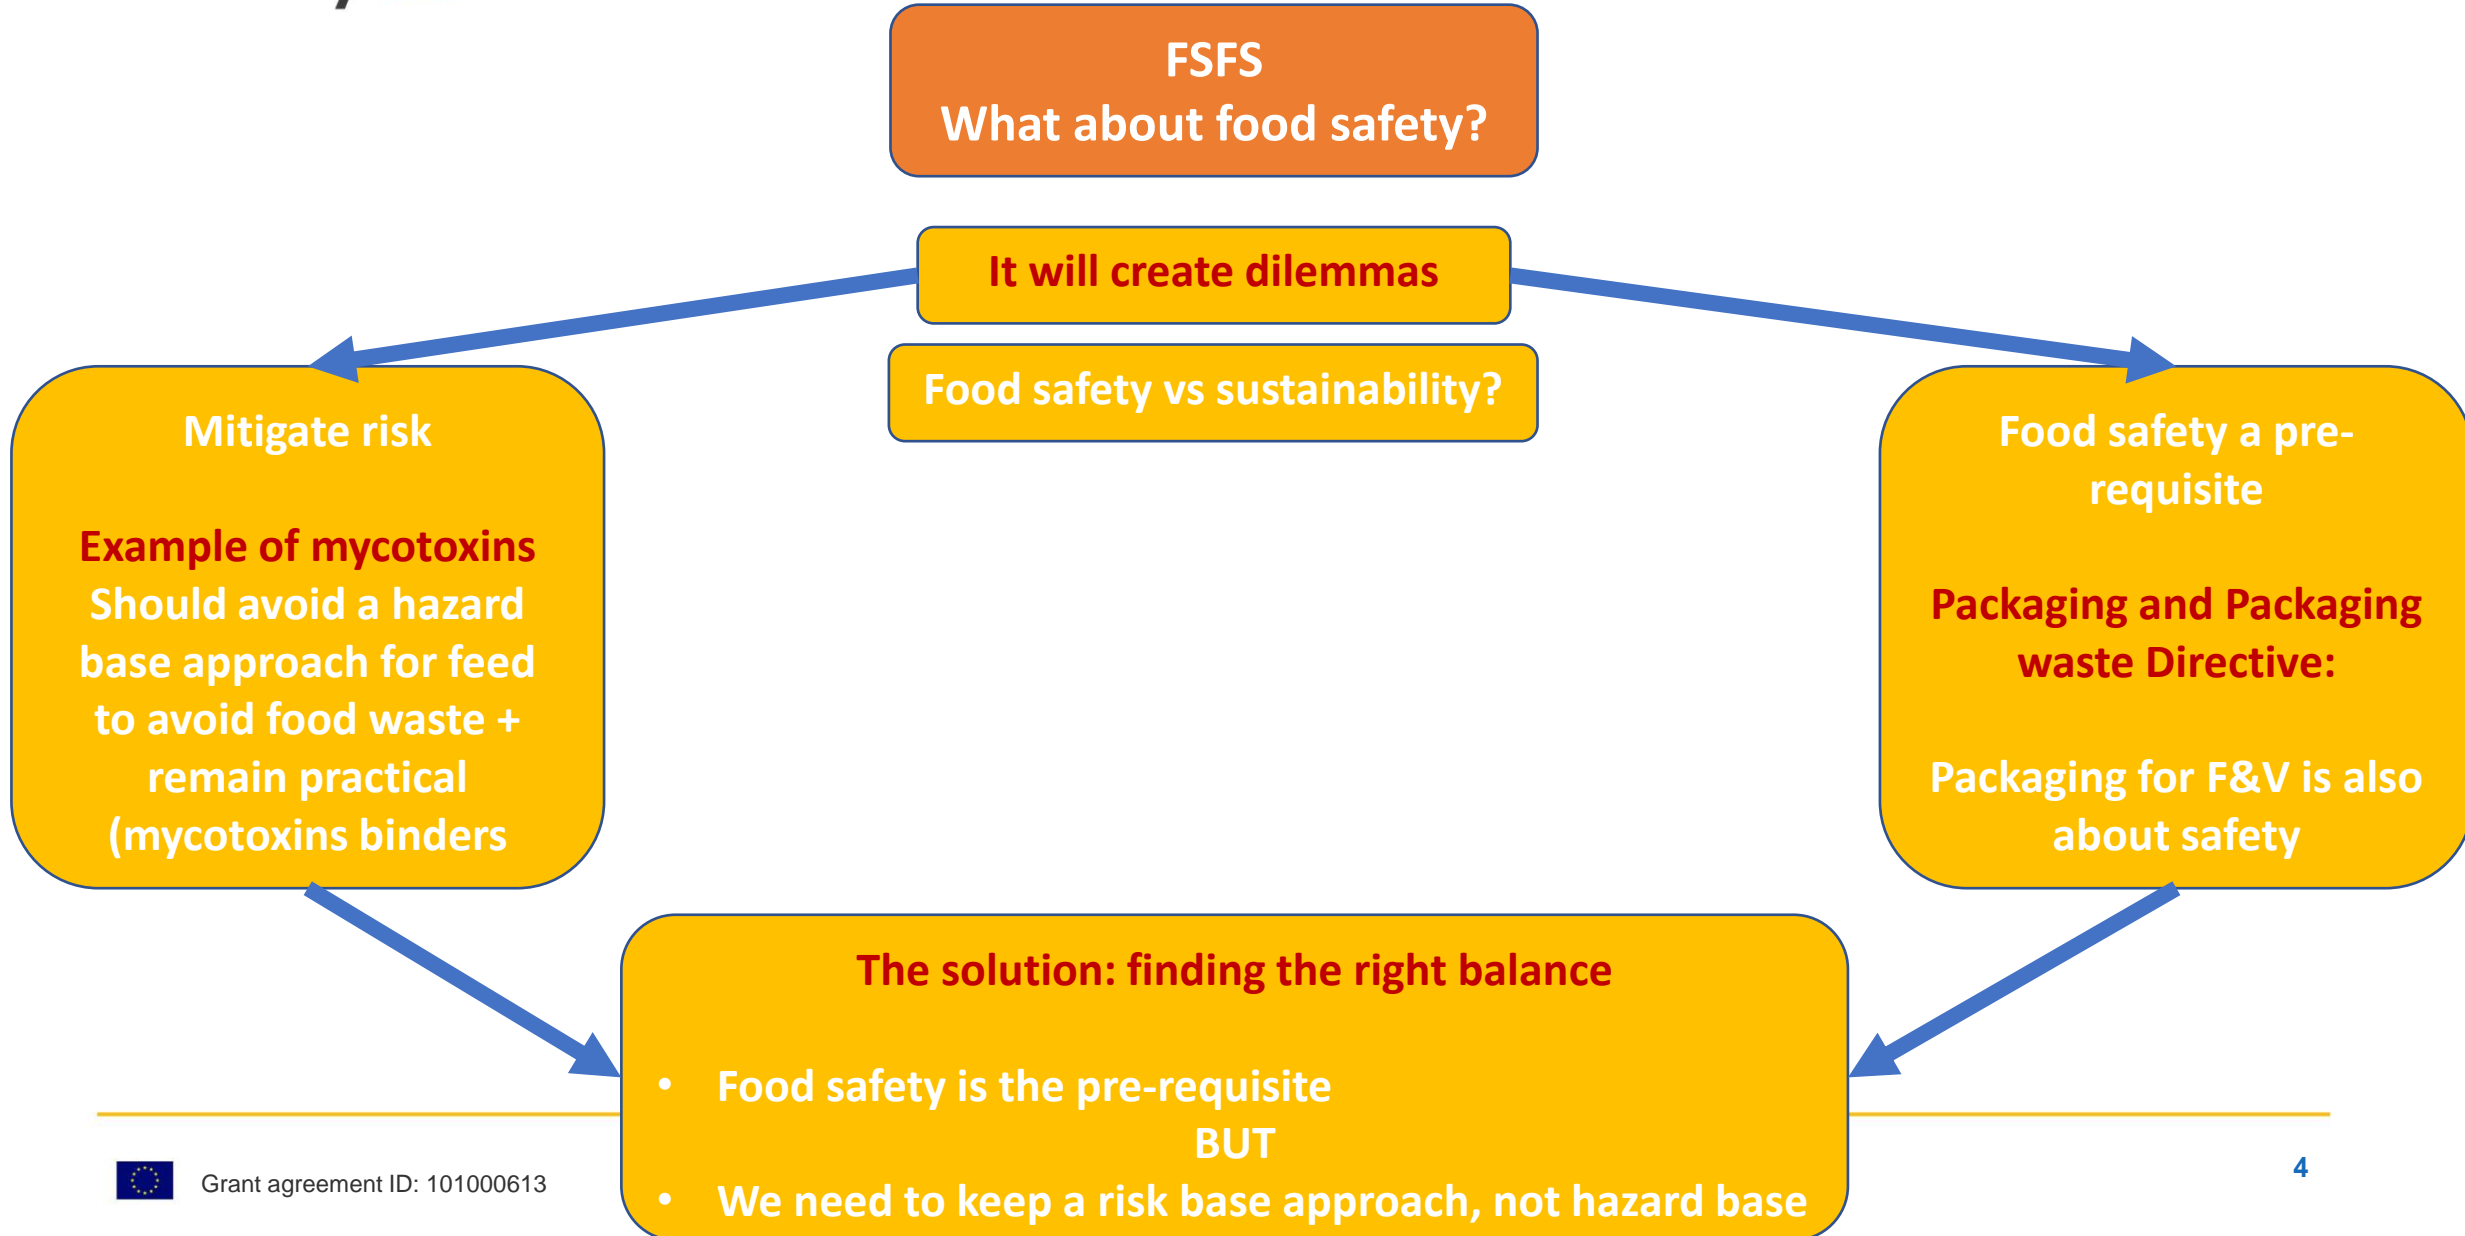 FSFS
What about food safety?
It will create dilemmas
Food safety vs sustainability?
Mitigate risk
Example of mycotoxins
Should avoid a hazard
base approach for feed
to avoid food waste +
remain practical
(mycotoxins binders
Food safety a pre-
requisite
Packaging and Packaging
waste Directive:
Packaging for F&V is also
about safety
The solution: finding the right balance
• Food safety is the pre-requisite
BUT
• We need to keep a risk base approach, not hazard base
Grant agreement ID: 101000613
4